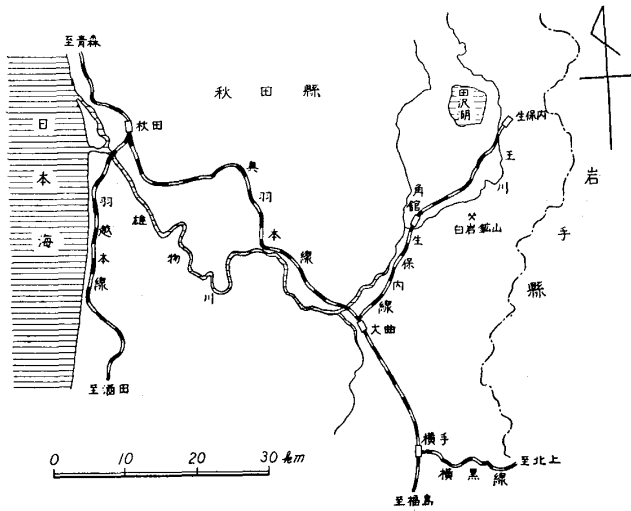 至青森
秋田縣
日本海
秋田
奥羽本線
羽越本線
雄物川
至酒田
田沢湖
生保内
玉川
角館
白岩鉱山
生保内線
大曲
岩手縣
横手
横黒線
至北上
至福島
0 10 20 30 km